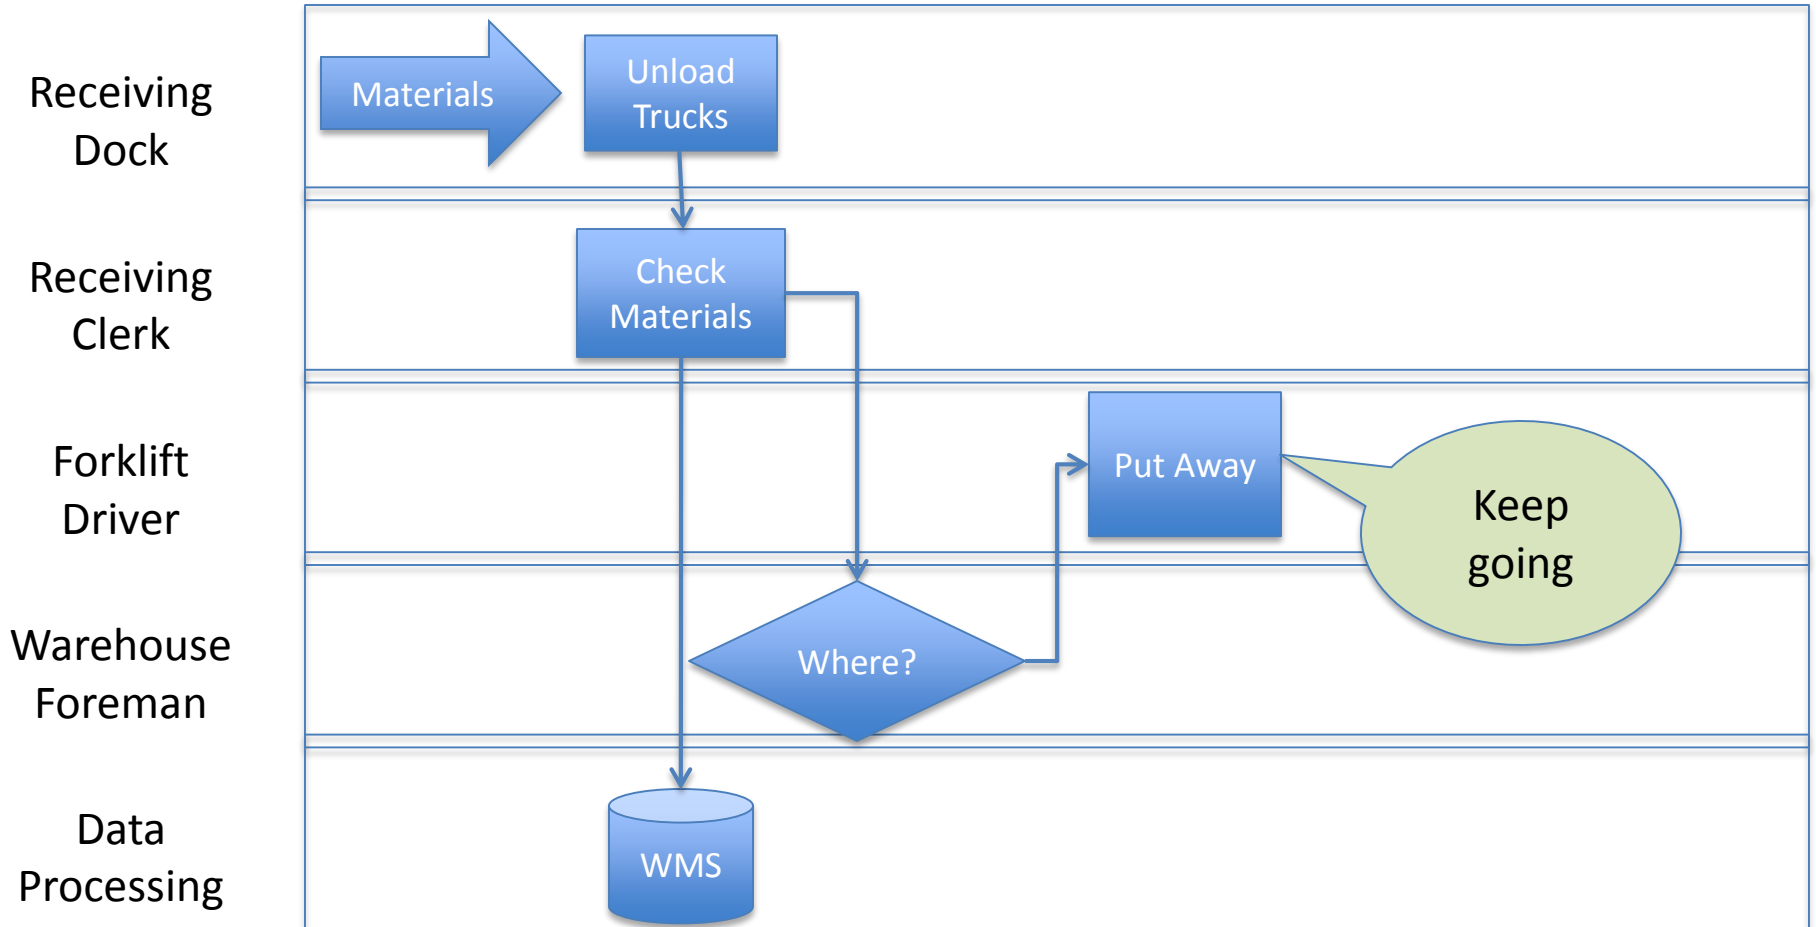 Receiving
Dock
Materials
Unload
Trucks
Receiving
Clerk
Check
Materials
Forklift
Driver
Put Away
Keep
going
Warehouse
Foreman
Where?
Data
Processing
WMS